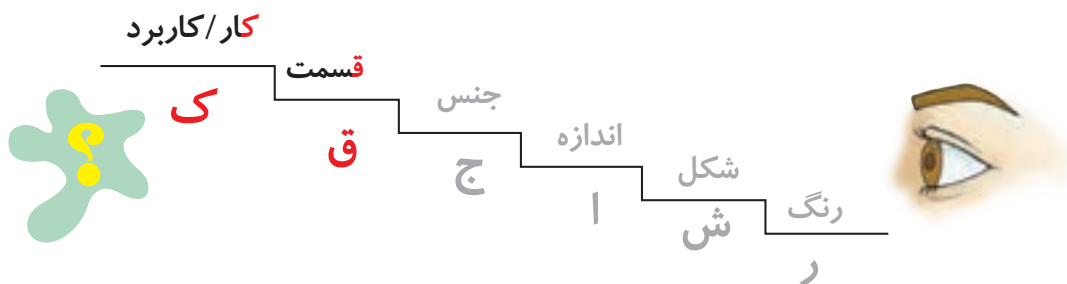 رنگ
ر
شکل
ش
اندازه
ا
جنس
ج
قسمت
ق
کار/کاربرد
ک
؟